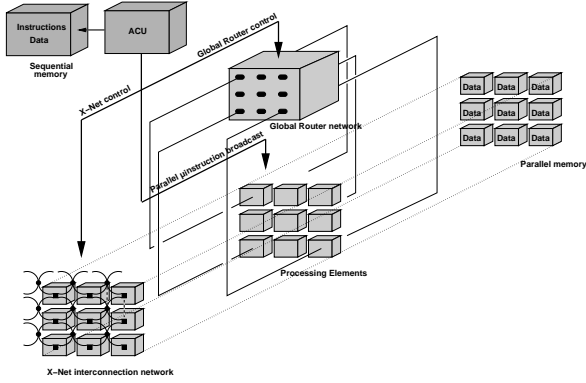 Instructions
Data
ACU
Sequential
memory
Global Router control
X–Net control
Global Router network
Parallel µinstruction broadcast
Data Data Data
Data Data Data
Data Data Data
Parallel memory
Processing Elements
X–Net interconnection network